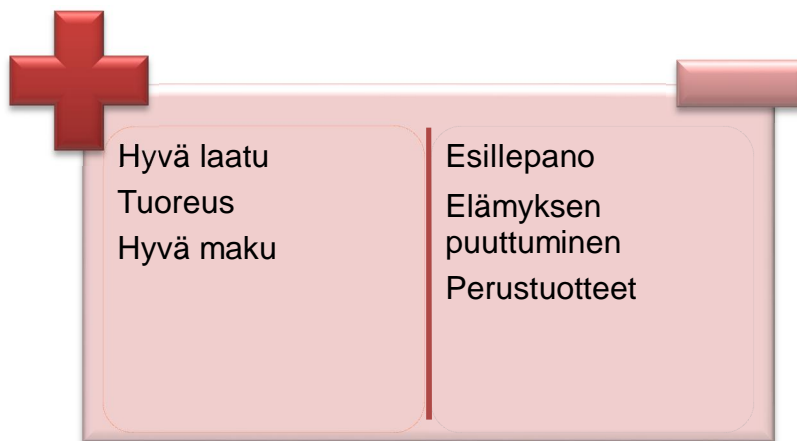 Hyvä laatu
Tuoreus
Hyvä maku
Esillepano
Elämyksen
puuttuminen
Perustuotteet